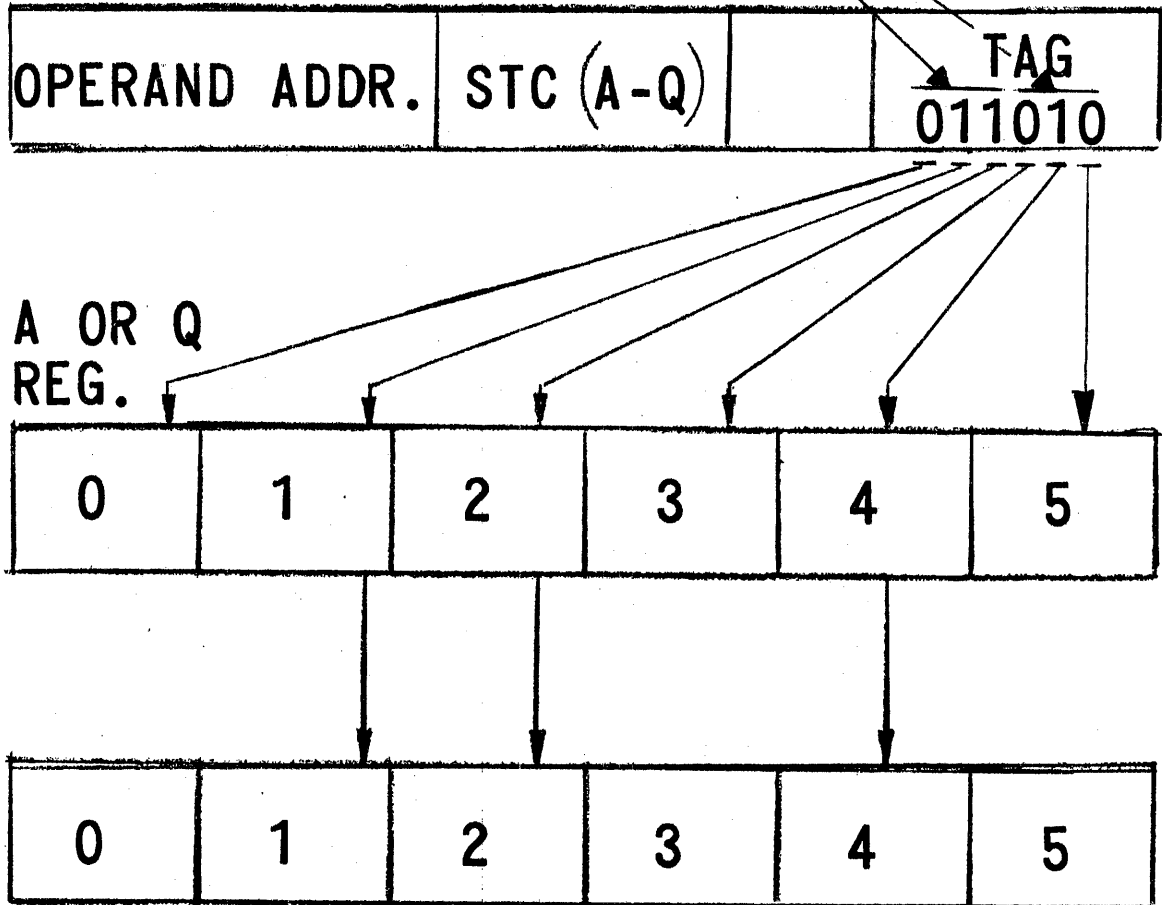 TAG
OPERAND ADDR. STC (A-Q)
011010
A OR Q
REG.
0 1 2 3 4 5
0 1 2 3 4 5